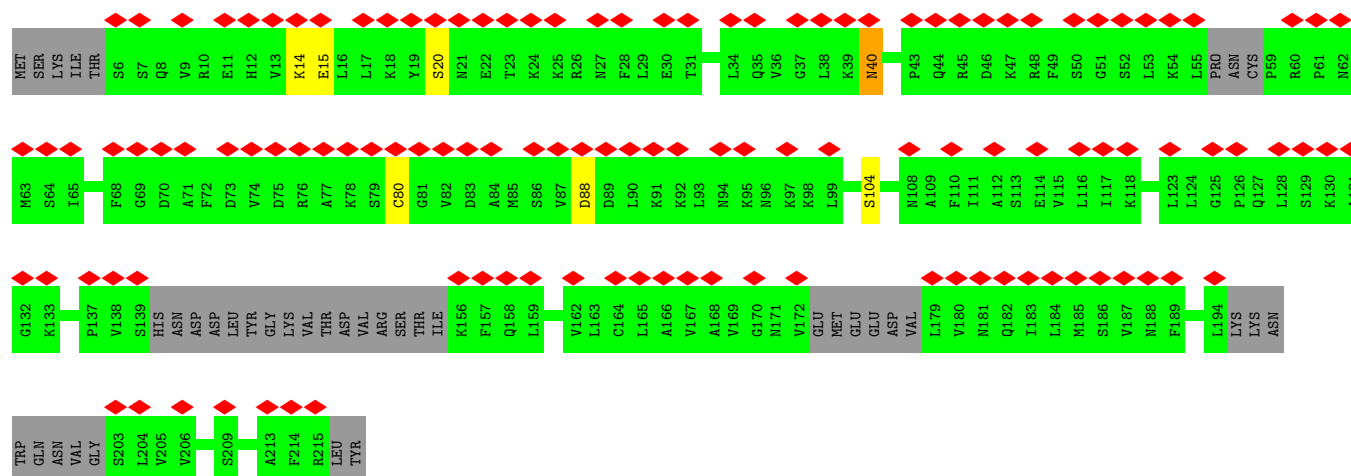 MET SER LYS ILE THR S6 S7 Q8 V9 R10 E11 H12 V13 K14 E15 L16 L17 K18 Y19 S20 N21 E22 T23 K24 K25 R26 N27 F28 L29 E30 T31 L34 Q35 V36 G37 L38 K39 N40 P43 Q44 R45 D46 K47 R48 F49 S50 G51 S52 L53 K54 L55 PRO ASN CYS P59 R60 P61 N62
M63 S64 I65 F68 G69 D70 A71 F72 D73 V74 D75 R76 A77 K78 S79 C80 G81 V82 D83 A84 M85 S86 V87 D88 D89 L90 K91 K92 L93 N94 K95 N96 K97 K98 L99 S104 N108 A109 F110 I111 A112 S113 E114 V115 L116 I117 K118 L123 L124 G125 P126 Q127 L128 S129 K130
G132 K133 P137 V138 S139 HIS ASN ASP ASP LEU TYR GLY LYS VAL THR ASP VAL ARG SER THR ILE K156 F157 Q158 L159 V162 L163 C164 L165 A166 V167 A168 V169 G170 N171 V172 GLU MET GLU GLU ASP VAL L179 V180 N181 Q182 I183 L184 M185 S186 V187 N188 F189 L194 LYS LYS ASN
TRP GLN ASN VAL GLY S203 L204 V205 V206 S209 A213 F214 R215 LEU TYR